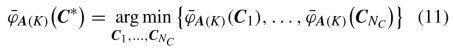 φ̄_{A(K)}(C*) = arg min_{C_1,...,C_{N_C}} {φ̄_{A(K)}(C_1), . . . , φ̄_{A(K)}(C_{N_C})} (11)